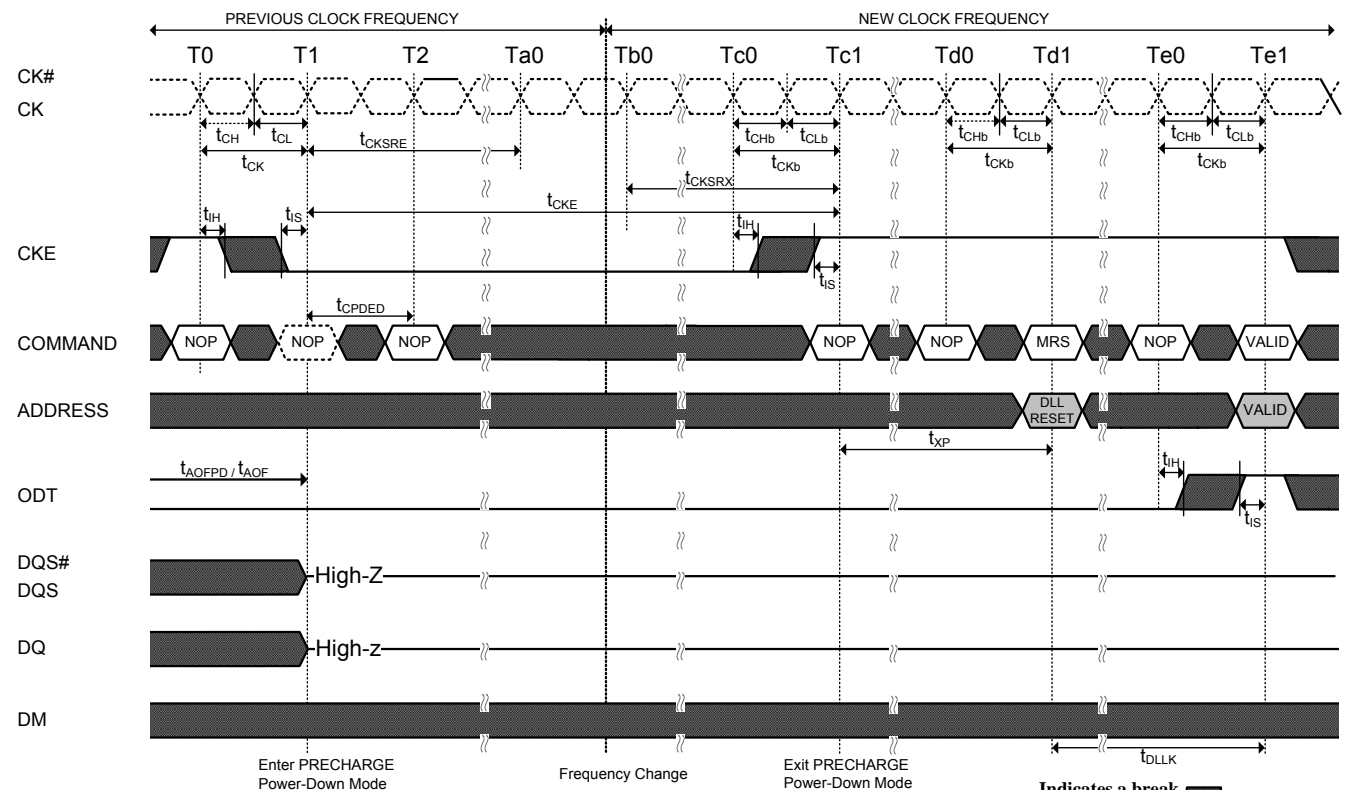 PREVIOUS CLOCK FREQUENCY
NEW CLOCK FREQUENCY
T0 T1 T2 Ta0 Tb0 Tc0 Tc1 Td0 Td1 Te0 Te1
CK#
CK
tCH tCL tCHb tCLb tCHb tCLb tCHb tCLb
tCK tCKSRE tCKb tCKb tCKb
tCKSRX
tCKE
tIH tIS tIH tIS
CKE
tCPDED
COMMAND NOP NOP NOP NOP NOP MRS NOP VALID
ADDRESS DLL RESET VALID
tXP
tAOFPD / tAOF
tIH tIS
ODT
DQS#
DQS
High-Z
DQ High-z
DM
tDLLK
Enter PRECHARGE
Power-Down Mode
Frequency Change
Exit PRECHARGE
Power-Down Mode
Indicates a break